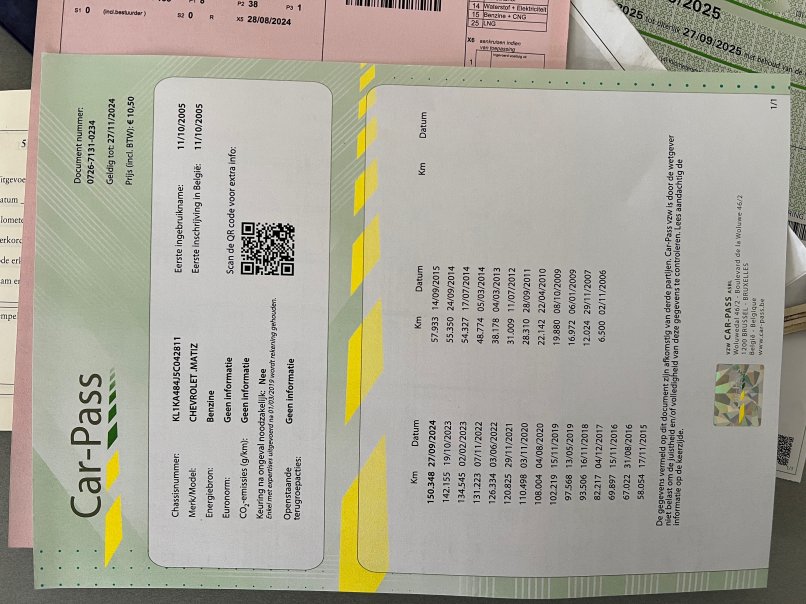 Car-Pass
Document nummer:
0726-7131-0234
Geldig tot: 27/11/2024
Prijs (incl. BTW): € 10,50
Chassisnummer: KL1KA484J5C042811
Merk/Model: CHEVROLET .MATIZ
Energiebron: Benzine
Euronorm: Geen informatie
CO2-emissies (g/km): Geen informatie
Keuring na ongeval noodzakelijk: Nee
Enkel met expertises uitgevoerd na 01/03/2019 wordt rekening gehouden.
Openstaande
terugroepacties: Geen informatie
Eerste ingebruikname: 11/10/2005
Eerste inschrijving in België: 11/10/2005
Scan de QR code voor extra info:
Km Datum
150.348 27/09/2024
142.155 19/10/2023
134.545 02/02/2023
131.223 07/11/2022
126.334 03/06/2022
120.825 29/11/2021
110.498 03/11/2020
108.004 04/08/2020
102.219 15/11/2019
97.568 13/05/2019
93.506 16/11/2018
82.217 04/12/2017
69.897 15/11/2016
67.022 31/08/2016
58.054 17/11/2015
Km Datum
57.933 14/09/2015
55.350 24/09/2014
54.327 17/07/2014
48.774 05/03/2014
38.178 04/03/2013
31.009 11/07/2012
28.310 28/09/2011
22.142 22/04/2010
19.880 08/10/2009
16.972 06/01/2009
12.024 29/11/2007
6.500 02/11/2006
Km Datum
De gegevens vermeld op dit document zijn afkomstig van derde partijen. Car-Pass vzw is door de wetgever
niet belast om de juistheid en/of volledigheid van deze gegevens te controleren. Lees aandachtig de
informatie op de keerzijde.
vzw CAR-PASS ASBL
Woluwedal 46/2 - Boulevard de la Woluwe 46/2
1200 BRUSSEL - BRUXELLES
België - Belgique
www.car-pass.be
1/1
28/08/2024
27/09/2025